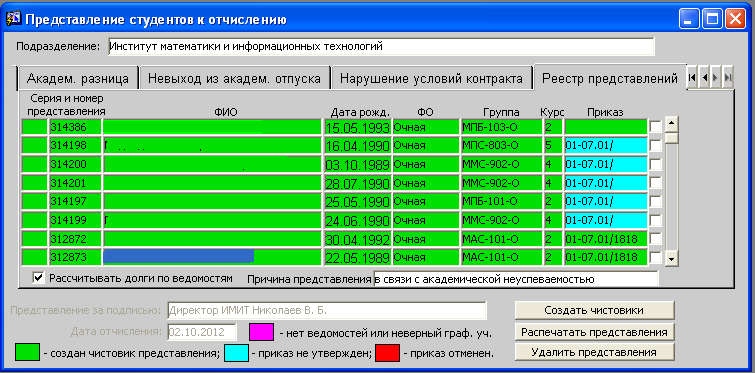 Представление студентов к отчислению
Подразделение: Институт математики и информационных технологий
Академ. разница Невыход из академ. отпуска Нарушение условий контракта Реестр представлений
Серия и номер представления ФИО Дата рожд. ФО Группа Курс Приказ
314386 15.05.1993 Очная МПБ-103-О 2
314198 16.04.1990 Очная МПС-803-О 5 01-07.01/
314200 03.10.1989 Очная ММС-902-О 4 01-07.01/
314201 28.07.1990 Очная ММС-902-О 4 01-07.01/
314197 25.05.1990 Очная МПБ-101-О 2 01-07.01/
314199 24.06.1990 Очная ММС-902-О 4 01-07.01/
312872 30.04.1992 Очная МАС-101-О 2 01-07.01/1818
312873 22.05.1989 Очная МАС-101-О 2 01-07.01/1818
Рассчитывать долги по ведомостям Причина представления в связи с академической неуспеваемостью
Представление за подписью: Директор ИМИТ Николаев В. Б. Создать чистовики
Дата отчисления: 02.10.2012 - нет ведомостей или неверный граф. уч. Распечатать представления
- создан чистовик представления; - приказ не утвержден; - приказ отменен. Удалить представления